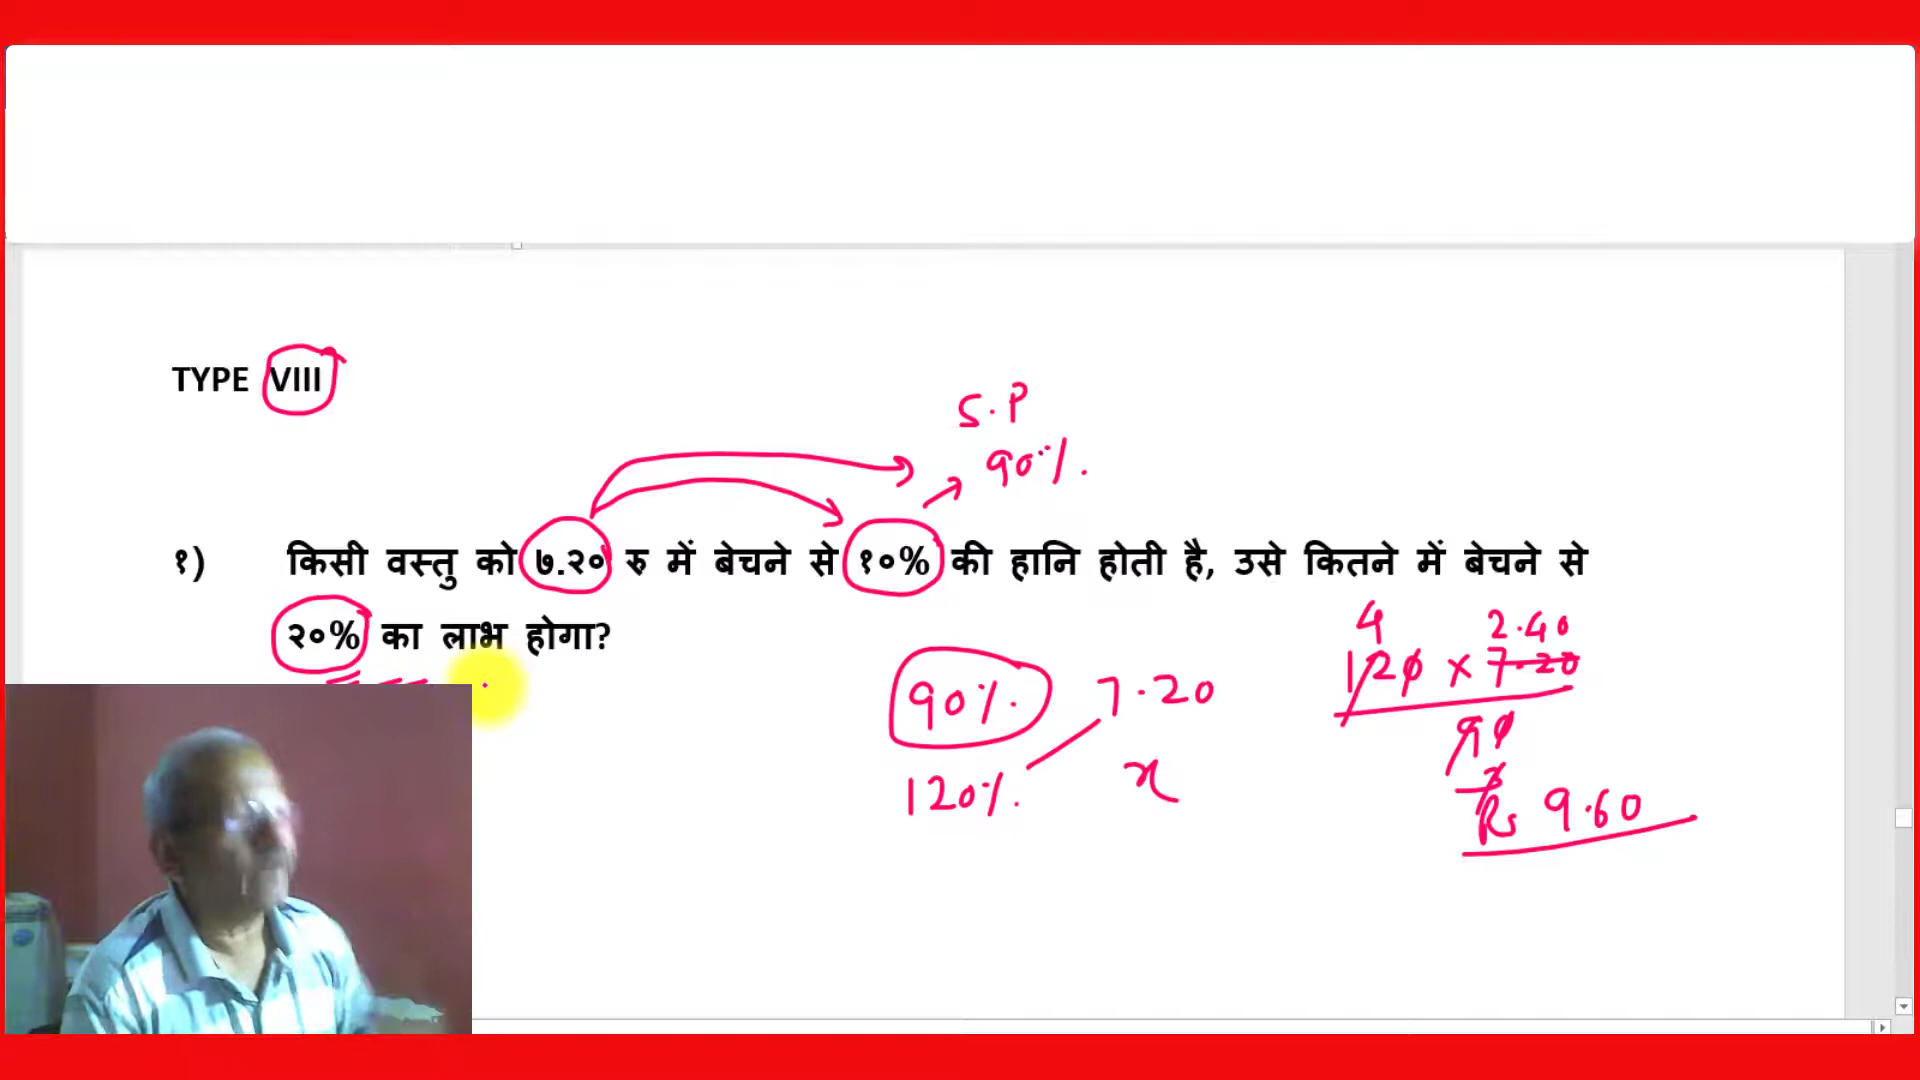 TYPE VIII
S.P
90%.
१) किसी वस्तु को ७.२० रु में बेचने से १०% की हानि होती है, उसे कितने में बेचने से
२०% का लाभ होगा?
4 2.40
120 x 7.20
90
3
90%. 7.20
120%. x
Rs 9.60